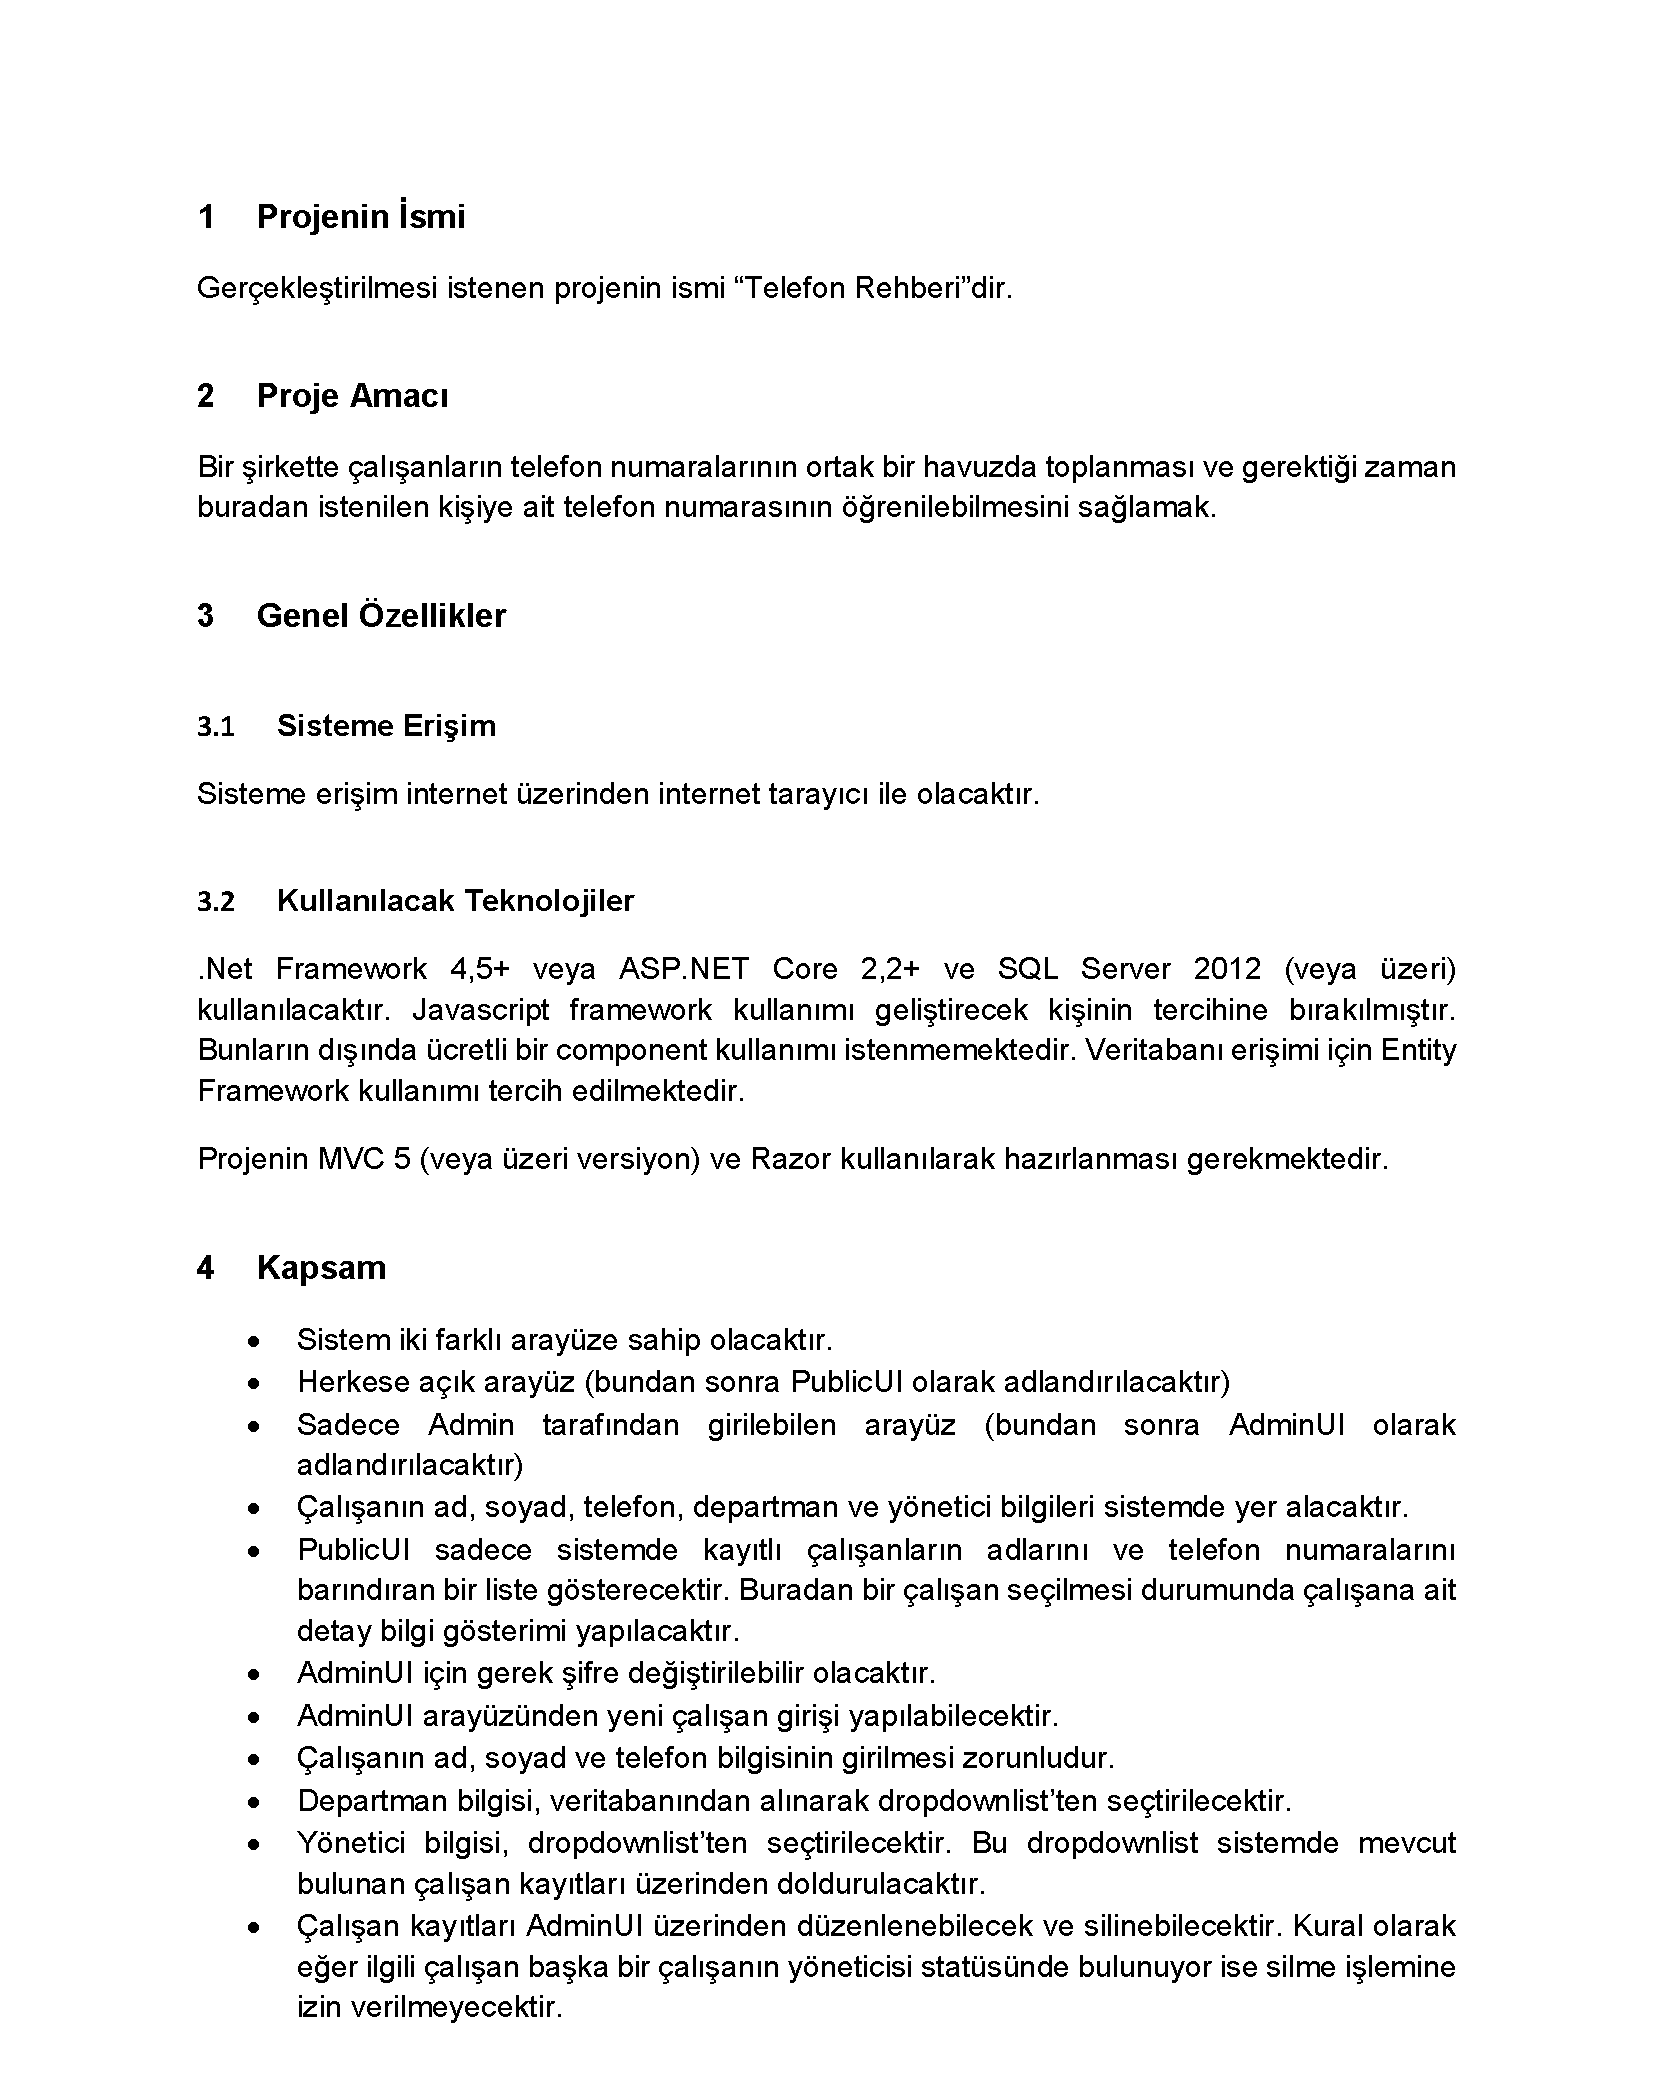 1 Projenin İsmi
Gerçekleştirilmesi istenen projenin ismi “Telefon Rehberi”dir.
2 Proje Amacı
Bir şirkette çalışanların telefon numaralarının ortak bir havuzda toplanması ve gerektiği zaman
buradan istenilen kişiye ait telefon numarasının öğrenilebilmesini sağlamak.
3 Genel Özellikler
3.1 Sisteme Erişim
Sisteme erişim internet üzerinden internet tarayıcı ile olacaktır.
3.2 Kullanılacak Teknolojiler
.Net Framework 4,5+ veya ASP.NET Core 2,2+ ve SQL Server 2012 (veya üzeri)
kullanılacaktır. Javascript framework kullanımı geliştirecek kişinin tercihine bırakılmıştır.
Bunların dışında ücretli bir component kullanımı istenmemektedir. Veritabanı erişimi için Entity
Framework kullanımı tercih edilmektedir.
Projenin MVC 5 (veya üzeri versiyon) ve Razor kullanılarak hazırlanması gerekmektedir.
4 Kapsam
• Sistem iki farklı arayüze sahip olacaktır.
• Herkese açık arayüz (bundan sonra PublicUI olarak adlandırılacaktır)
• Sadece Admin tarafından girilebilen arayüz (bundan sonra AdminUI olarak
adlandırılacaktır)
• Çalışanın ad, soyad, telefon, departman ve yönetici bilgileri sistemde yer alacaktır.
• PublicUI sadece sistemde kayıtlı çalışanların adlarını ve telefon numaralarını
barındıran bir liste gösterecektir. Buradan bir çalışan seçilmesi durumunda çalışana ait
detay bilgi gösterimi yapılacaktır.
• AdminUI için gerek şifre değiştirilebilir olacaktır.
• AdminUI arayüzünden yeni çalışan girişi yapılabilecektir.
• Çalışanın ad, soyad ve telefon bilgisinin girilmesi zorunludur.
• Departman bilgisi, veritabanından alınarak dropdownlist’ten seçtirilecektir.
• Yönetici bilgisi, dropdownlist’ten seçtirilecektir. Bu dropdownlist sistemde mevcut
bulunan çalışan kayıtları üzerinden doldurulacaktır.
• Çalışan kayıtları AdminUI üzerinden düzenlenebilecek ve silinebilecektir. Kural olarak
eğer ilgili çalışan başka bir çalışanın yöneticisi statüsünde bulunuyor ise silme işlemine
izin verilmeyecektir.